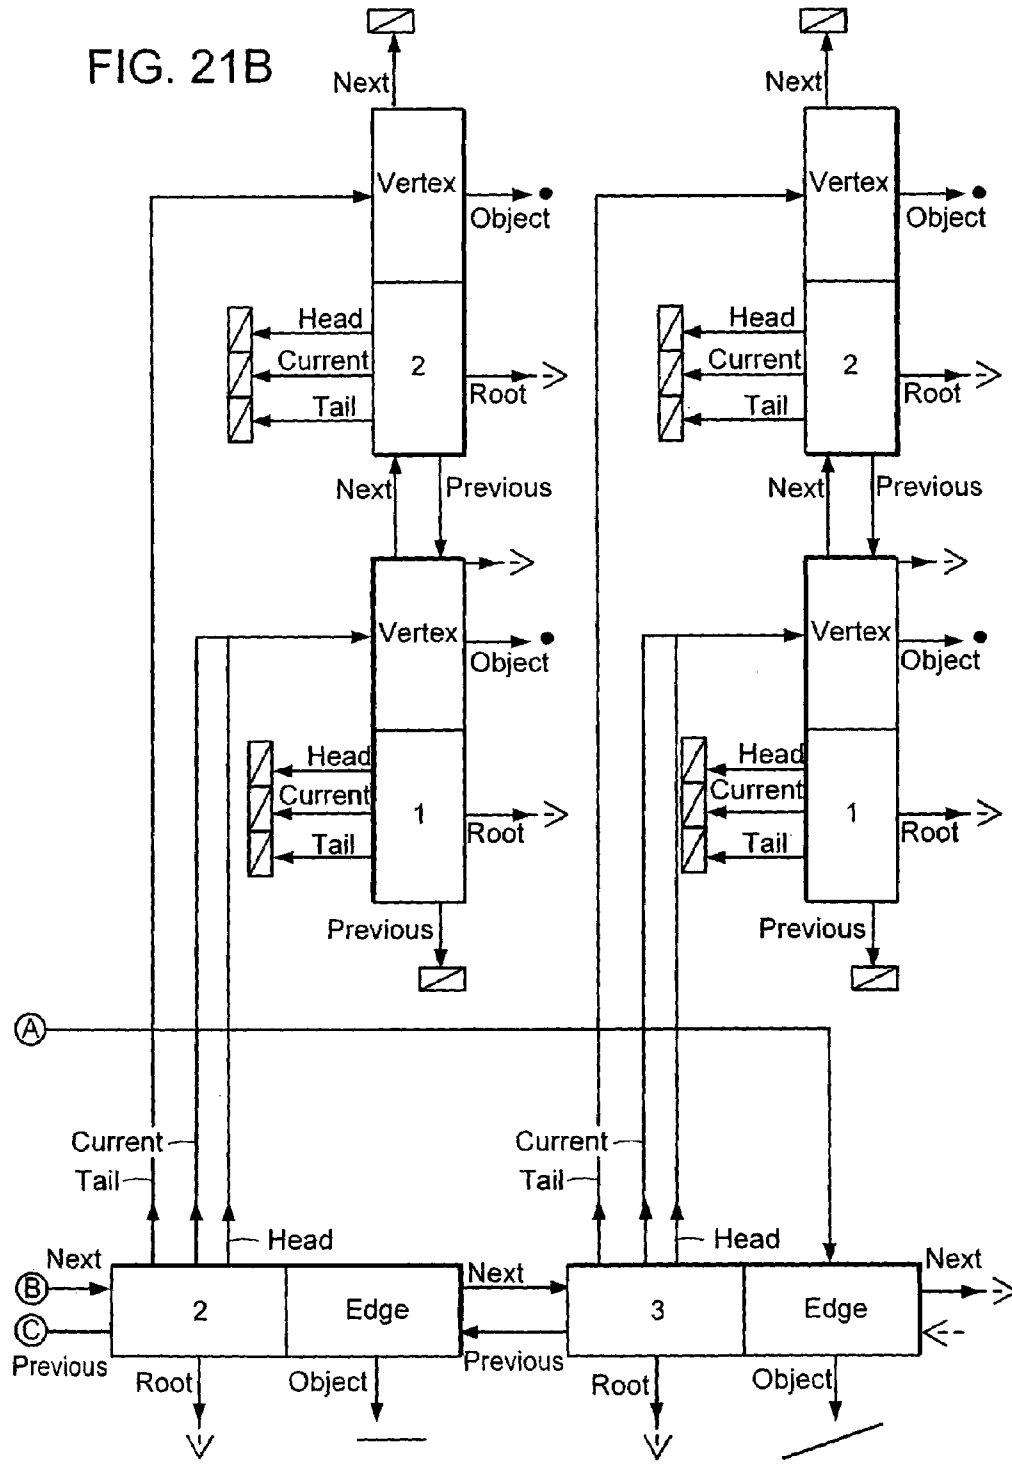 FIG. 21B
Next
Next
Vertex
Object
Vertex
Object
Head
Current
Tail
2
Root
Head
Current
Tail
2
Root
Next
Previous
Next
Previous
Vertex
Object
Vertex
Object
Head
Current
Tail
1
Root
Head
Current
Tail
1
Root
Previous
Previous
A
Current
Tail
Head
Current
Tail
Head
B
Next
C
Previous
2
Edge
Next
Previous
3
Edge
Next
Root
Object
Root
Object